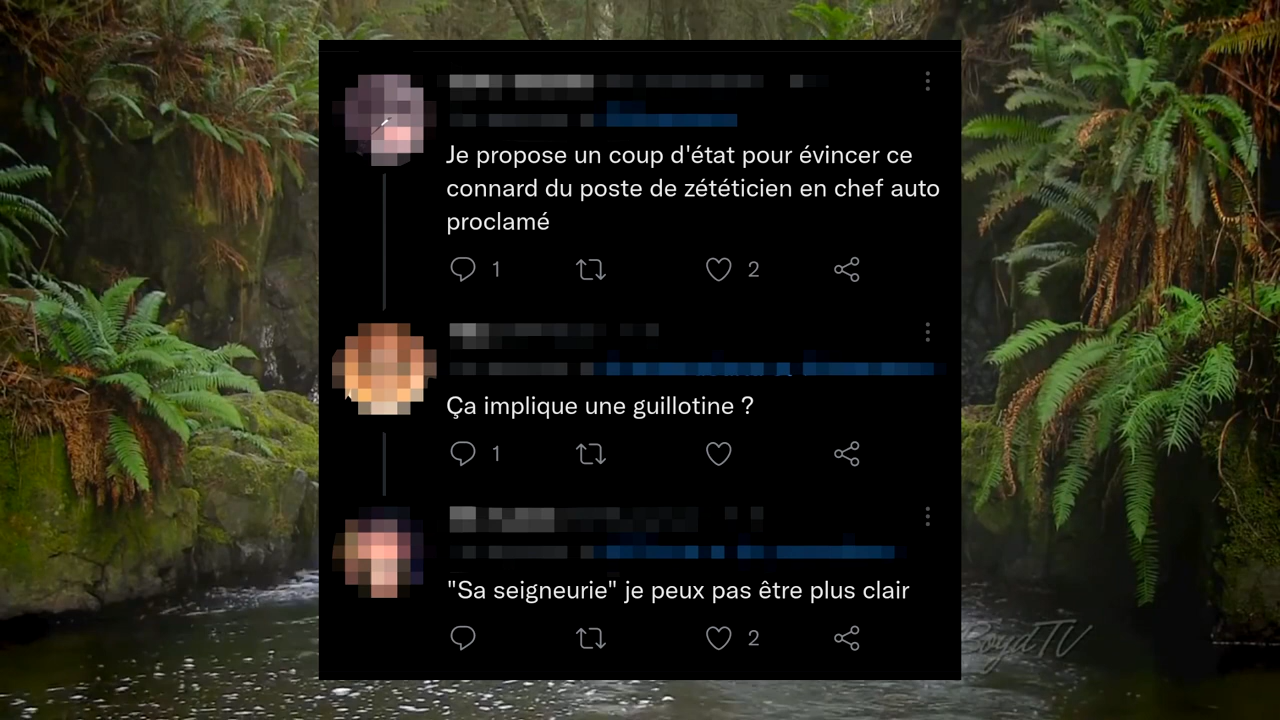 Je propose un coup d'état pour évincer ce
connard du poste de zététicien en chef auto
proclamé
1
2
Ça implique une guillotine ?
1
"Sa seigneurie" je peux pas être plus clair
2
BoydTV